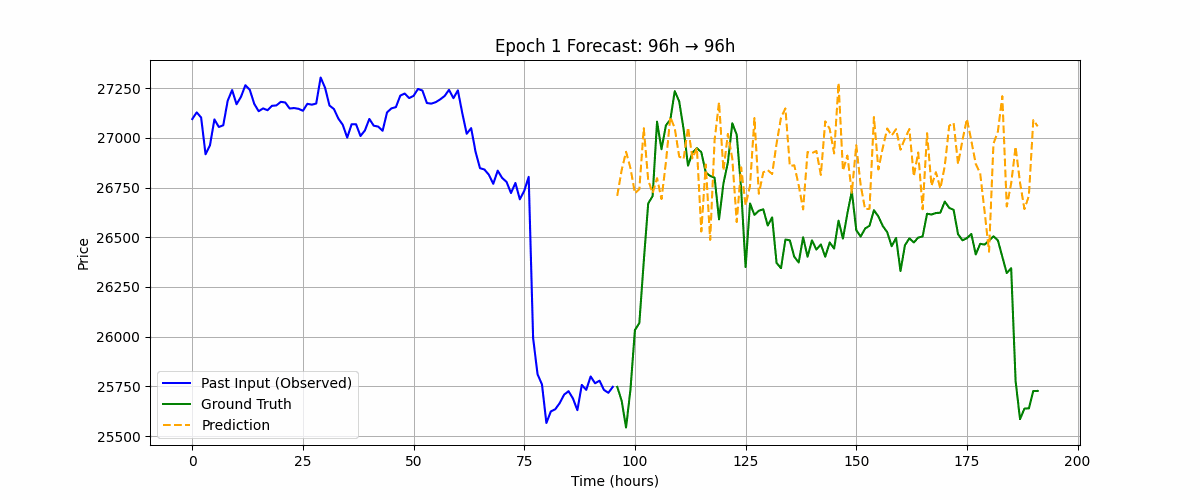 Epoch 1 Forecast: 96h → 96h
27250
27000
26750
26500
26250
26000
25750
25500
Price
Past Input (Observed)
Ground Truth
Prediction
0 25 50 75 100 125 150 175 200
Time (hours)